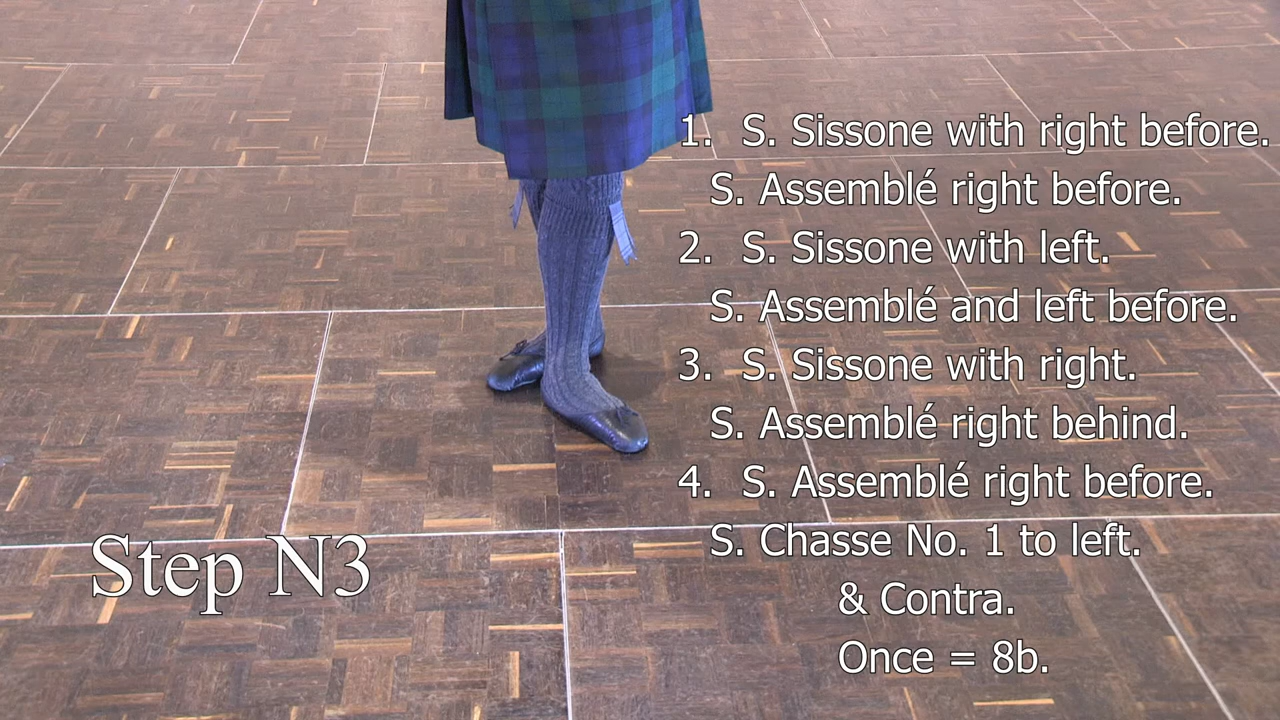 1. S. Sissone with right before.
S. Assemblé right before.
2. S. Sissone with left.
S. Assemblé and left before.
3. S. Sissone with right.
S. Assemblé right behind.
4. S. Assemblé right before.
S. Chasse No. 1 to left.
& Contra.
Once = 8b.
Step N3